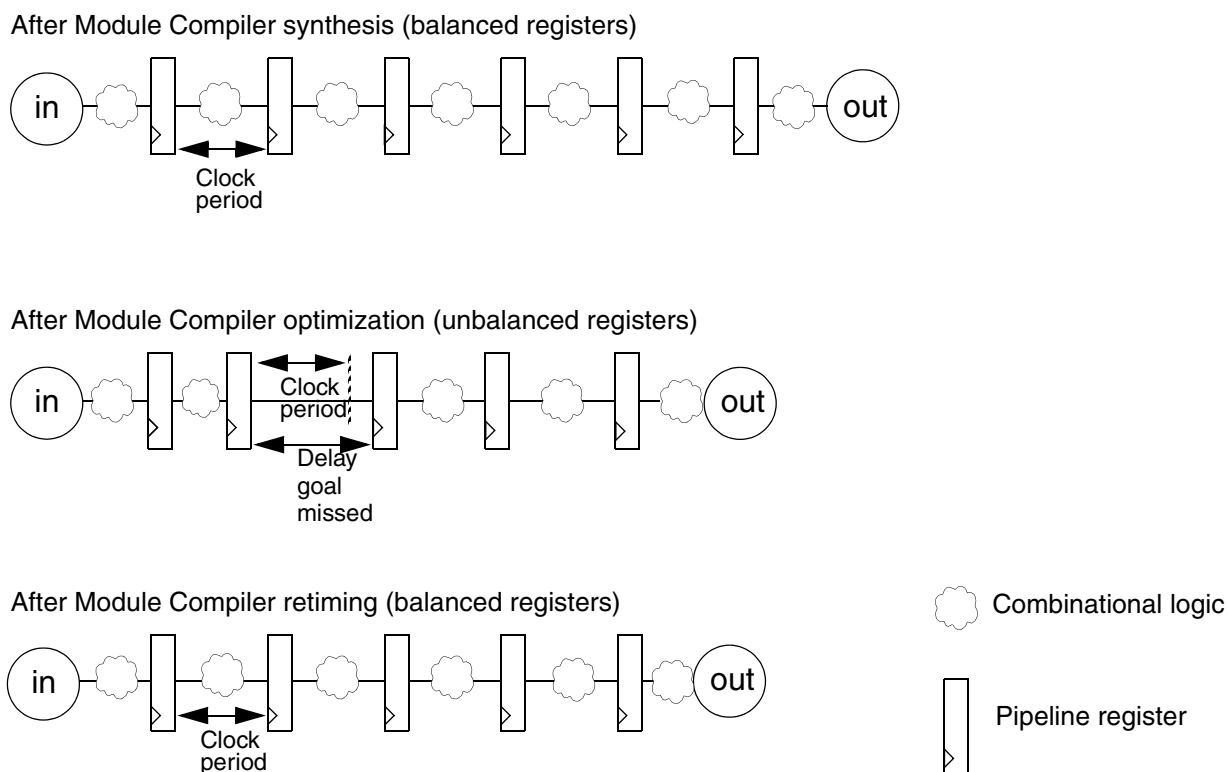 After Module Compiler synthesis (balanced registers)
in
out
Clock
period
After Module Compiler optimization (unbalanced registers)
in
Clock
period
out
Delay
goal
missed
After Module Compiler retiming (balanced registers)
Combinational logic
in
out
Pipeline register
Clock
period